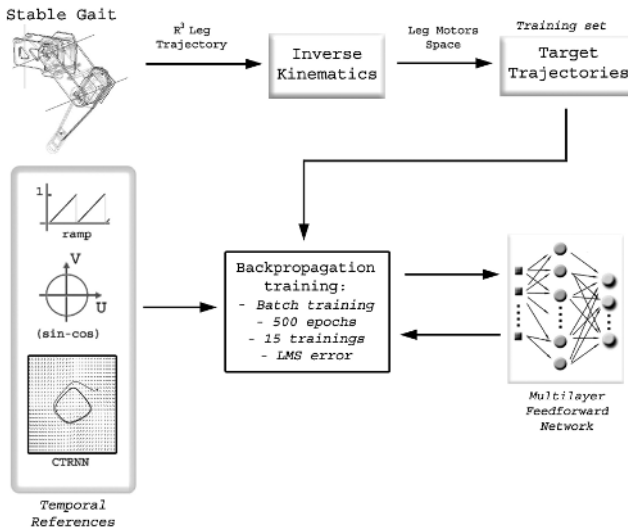 Stable Gait
R³ Leg
Trajectory
Inverse
Kinematics
Leg Motors
Space
Training set
Target
Trajectories
1
ramp
V
U
(sin-cos)
CTRNN
Temporal
References
Backpropagation
training:
- Batch training
- 500 epochs
- 15 trainings
- LMS error
Multilayer
Feedforward
Network